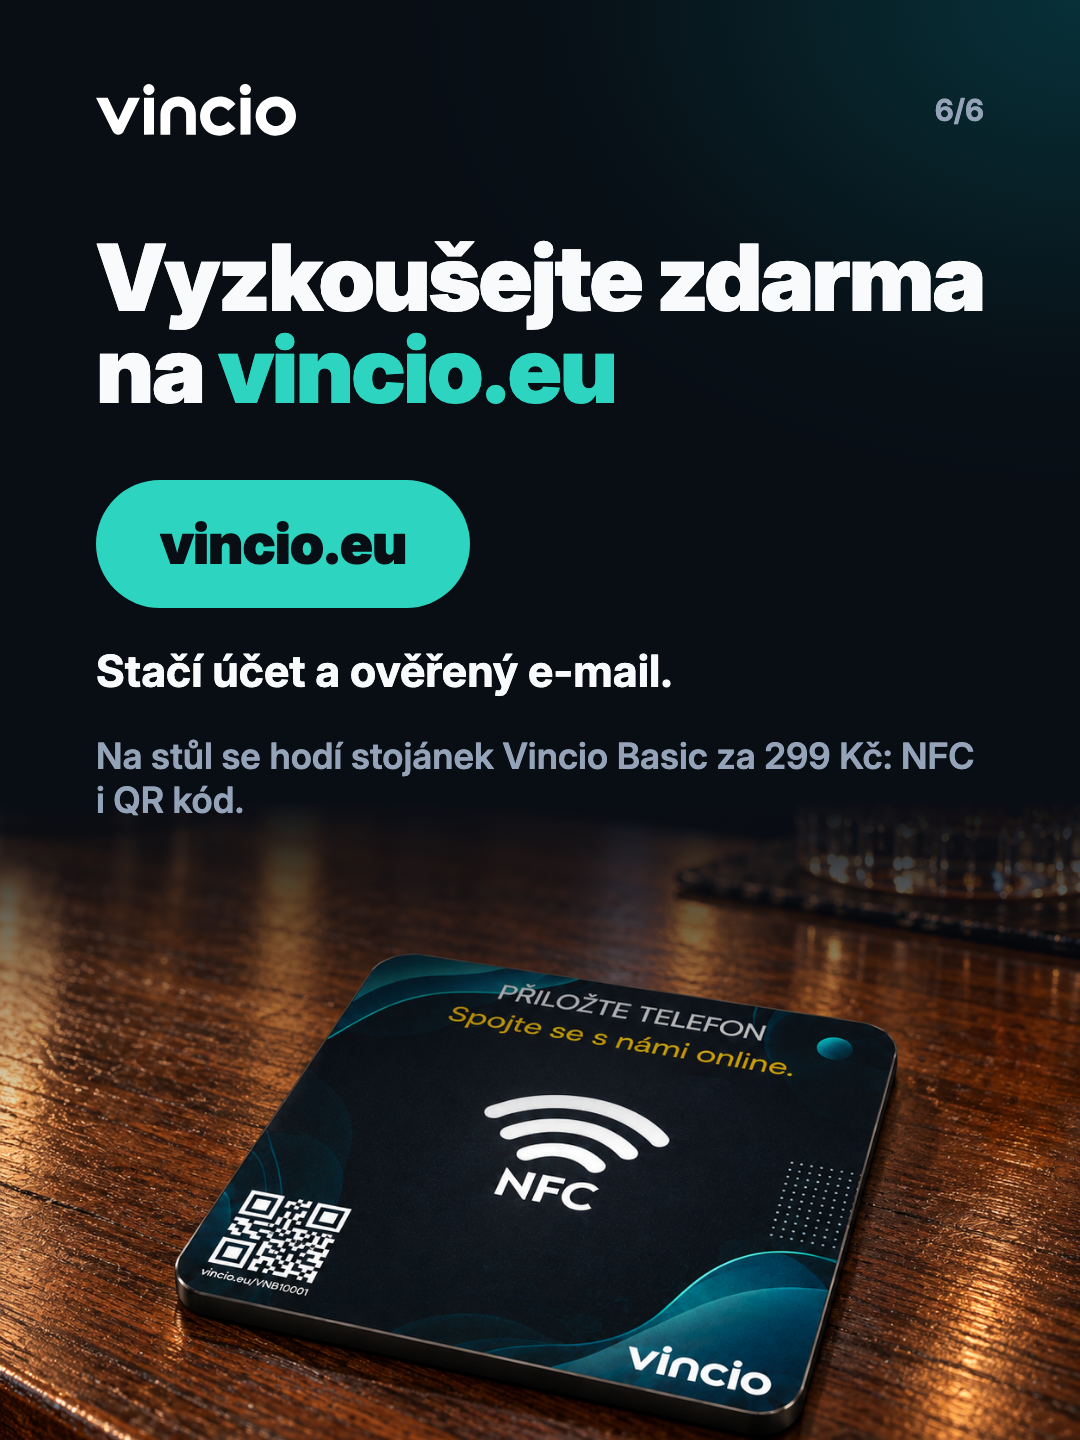 vincio
6/6
Vyzkoušejte zdarma
na vincio.eu
vincio.eu
Stačí účet a ověřený e-mail.
Na stůl se hodí stojánek Vincio Basic za 299 Kč: NFC
i QR kód.
PŘILOŽTE TELEFON
Spojte se s námi online.
NFC
vincio.eu/VNB10001
vincio